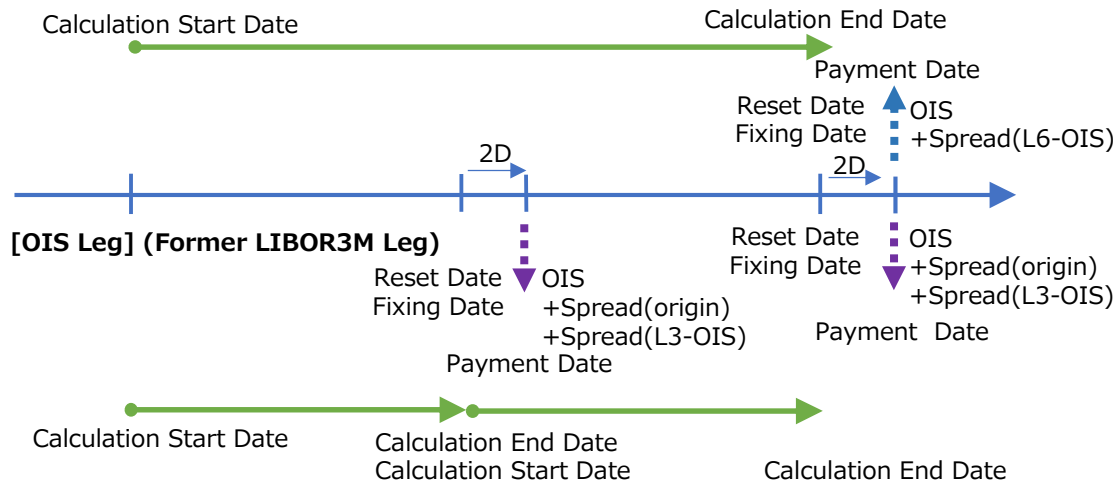 Calculation Start Date
Calculation End Date
Payment Date
Reset Date
Fixing Date
OIS
+Spread(L6-OIS)
2D
2D
[OIS Leg] (Former LIBOR3M Leg)
Reset Date
Fixing Date
OIS
+Spread(origin)
+Spread(L3-OIS)
Payment Date
Reset Date
Fixing Date
OIS
+Spread(origin)
+Spread(L3-OIS)
Payment Date
Calculation Start Date
Calculation End Date
Calculation Start Date
Calculation End Date